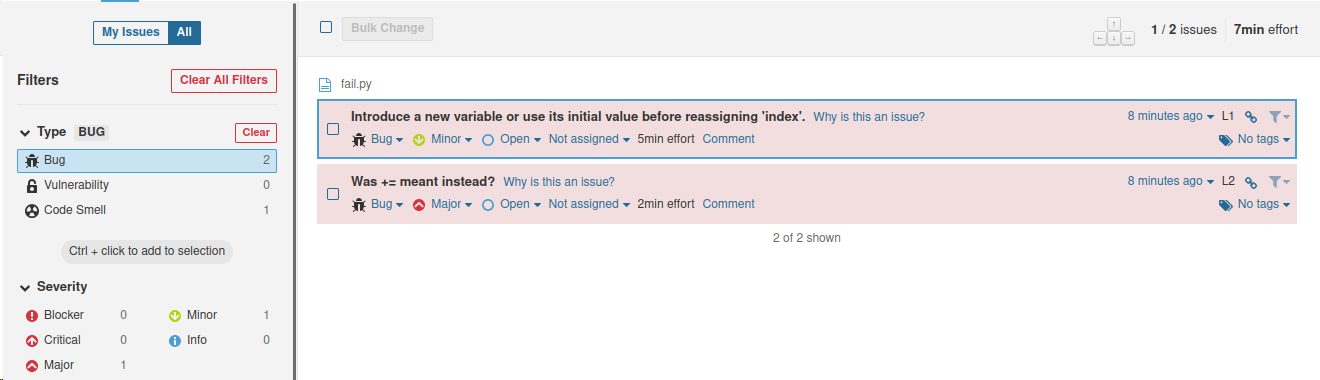 My Issues All
Bulk Change
↑
← ↓ →
1 / 2 issues 7min effort
Filters
Clear All Filters
Type BUG Clear
Bug 2
Vulnerability 0
Code Smell 1
Ctrl + click to add to selection
Severity
Blocker 0 Minor 1
Critical 0 Info 0
Major 1
fail.py
Introduce a new variable or use its initial value before reassigning 'index'. Why is this an issue? 8 minutes ago L1
Bug Minor Open Not assigned 5min effort Comment No tags
Was += meant instead? Why is this an issue? 8 minutes ago L2
Bug Major Open Not assigned 2min effort Comment No tags
2 of 2 shown